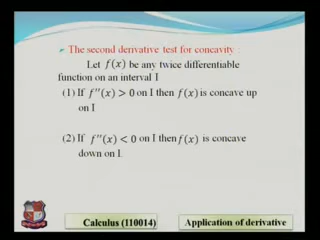 ➢ The second derivative test for concavity :
Let f(x) be any twice differentiable
function on an interval I
(1) If f''(x) > 0 on I then f(x) is concave up
on I
(2) If f''(x) < 0 on I then f(x) is concave
down on I.
Calculus (110014)
Application of derivative